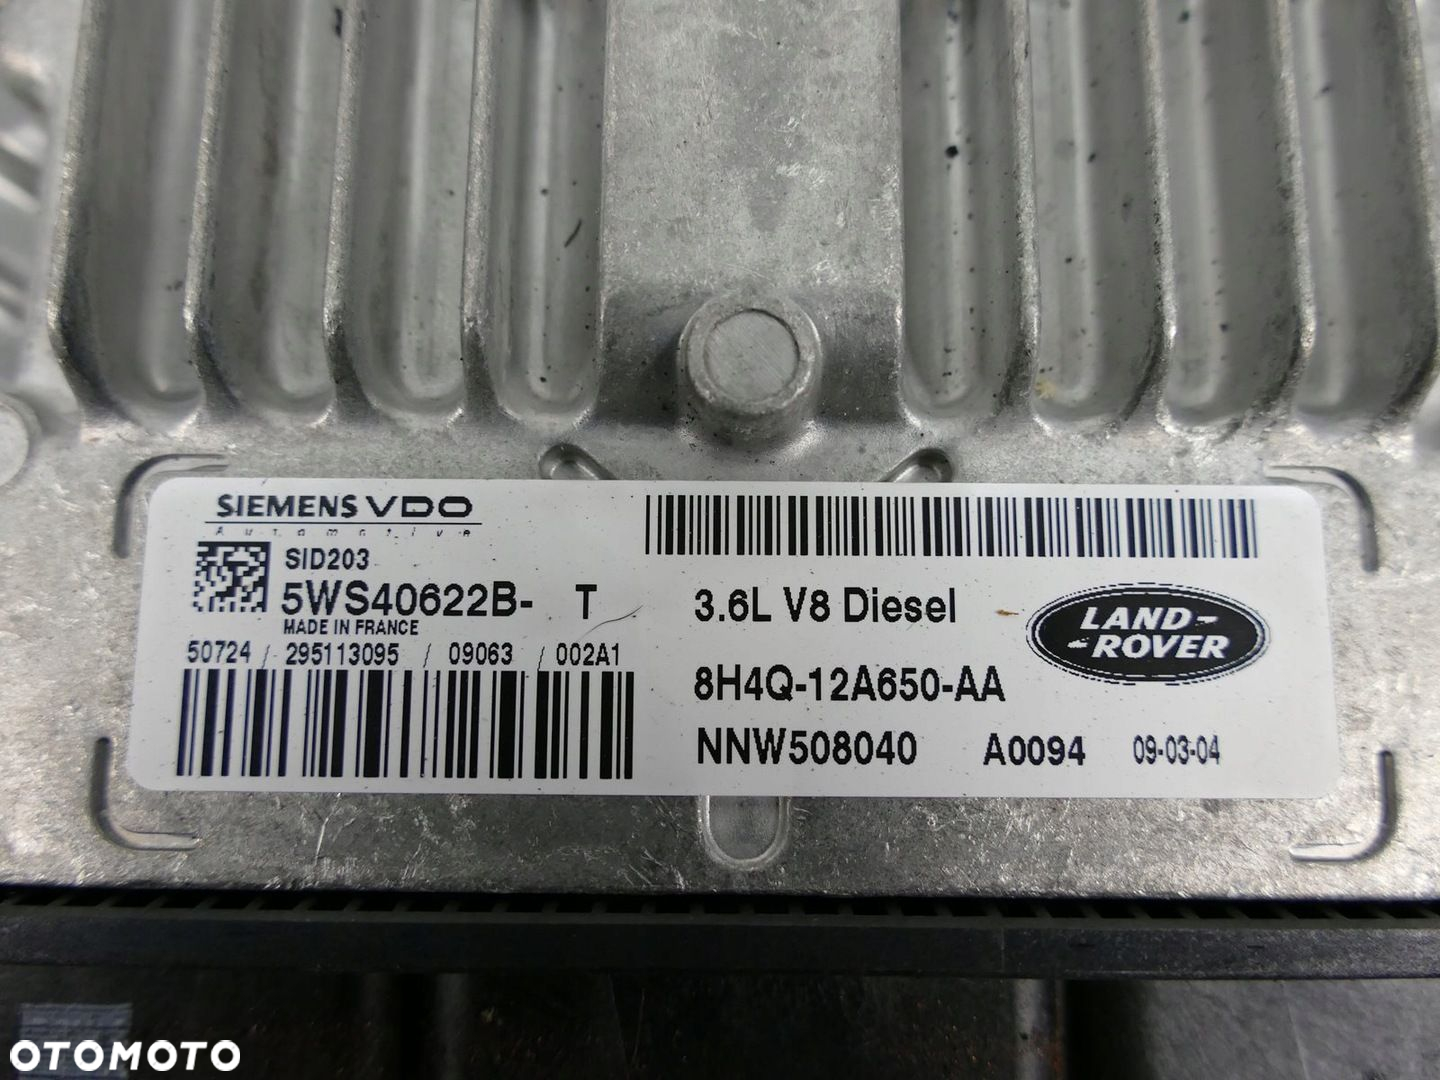 SIEMENS VDO
Automotive
SID203
5WS40622B- T
MADE IN FRANCE
50724 / 295113095 / 09063 / 002A1
3.6L V8 Diesel
LAND-
-ROVER
8H4Q-12A650-AA
NNW508040 A0094 09-03-04
OTOMOTO